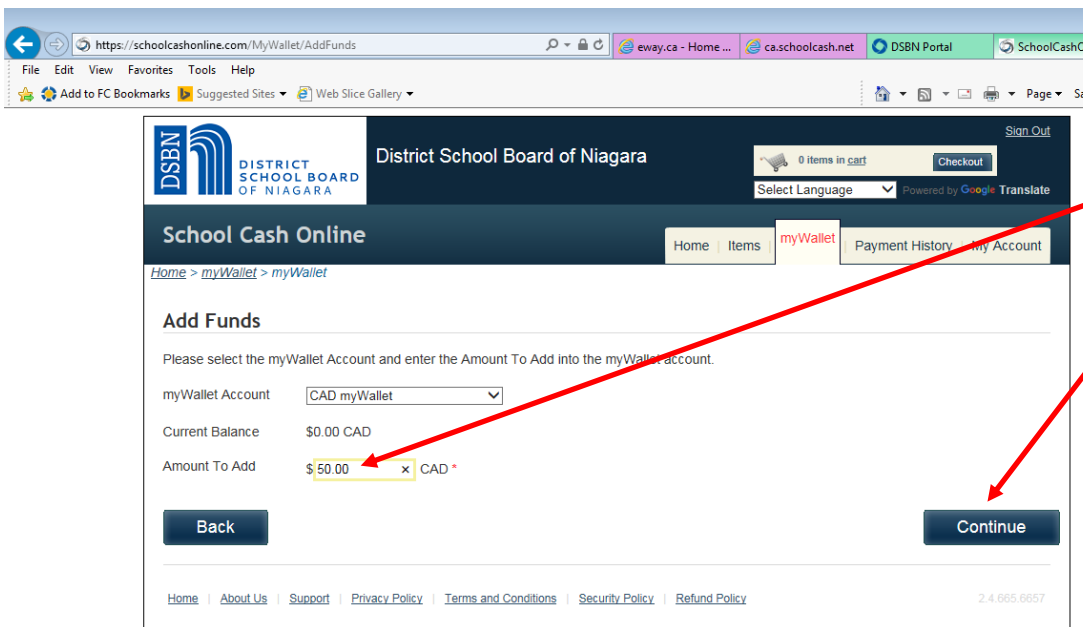 https://schoolcashonline.com/MyWallet/AddFunds eway.ca - Home ... ca.schoolcash.net DSBN Portal SchoolCashO
File Edit View Favorites Tools Help
Add to FC Bookmarks Suggested Sites Web Slice Gallery Page Sa
DSBN
DISTRICT
SCHOOL BOARD
OF NIAGARA
District School Board of Niagara
Sign Out
0 items in cart Checkout
Select Language Powered by Google Translate
School Cash Online
Home | Items | myWallet | Payment History | My Account
Home > myWallet > myWallet
Add Funds
Please select the myWallet Account and enter the Amount To Add into the myWallet account.
myWallet Account CAD myWallet
Current Balance $0.00 CAD
Amount To Add $ 50.00 × CAD *
Back Continue
Home | About Us | Support | Privacy Policy | Terms and Conditions | Security Policy | Refund Policy 2.4.665.6657